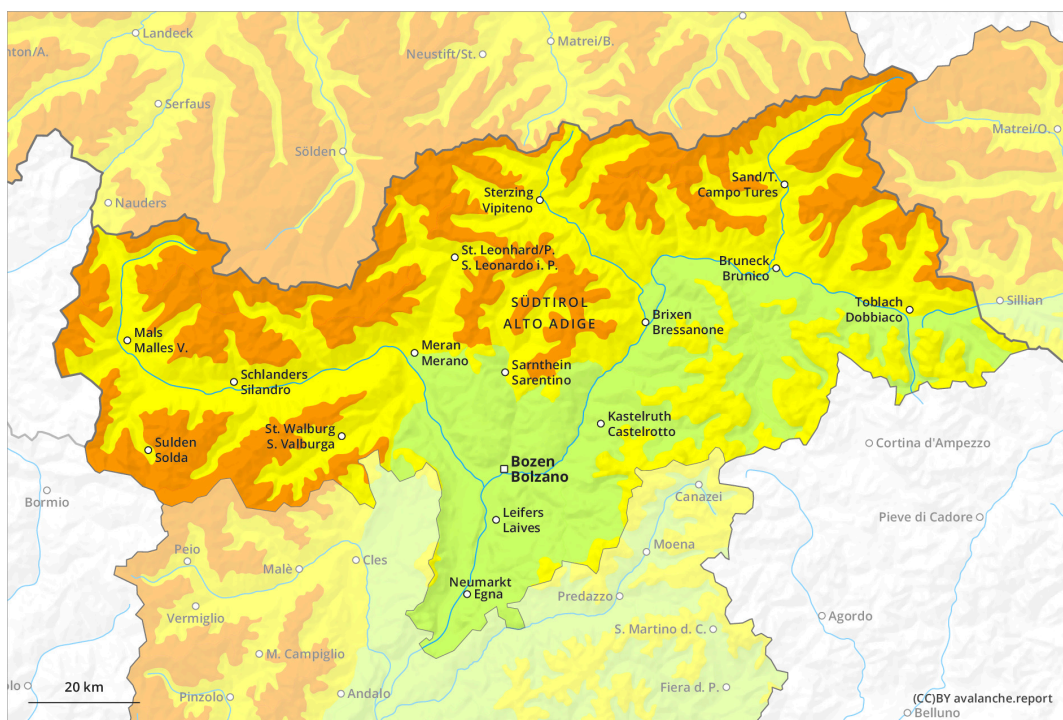 Landeck
nton/A.
Neustift/St.
Matrei/B.
Serfaus
Sölden
Matrei/O.
Nauders
Sterzing
Vipiteno
Sand/T.
Campo Tures
St. Leonhard/P.
S. Leonardo i. P.
Bruneck
Brunico
SÜDTIROL
ALTO ADIGE
Toblach
Dobbiaco
Sillian
Brixen
Bressanone
Mals
Malles V.
Meran
Merano
Sarnthein
Sarentino
Schlanders
Silandro
Kastelruth
Castelrotto
St. Walburg
S. Valburga
Sulden
Solda
Cortina d'Ampezzo
Bozen
Bolzano
Bormio
Canazei
Leifers
Laives
Pieve di Cadore
Peio
Malè
Cles
Moena
Neumarkt
Egna
Predazzo
Vermiglio
Agordo
S. Martino d. C.
M. Campiglio
olo
20 km
Pinzolo
Andalo
Fiera d. P.
(CC)BY avalanche.report
Belluno